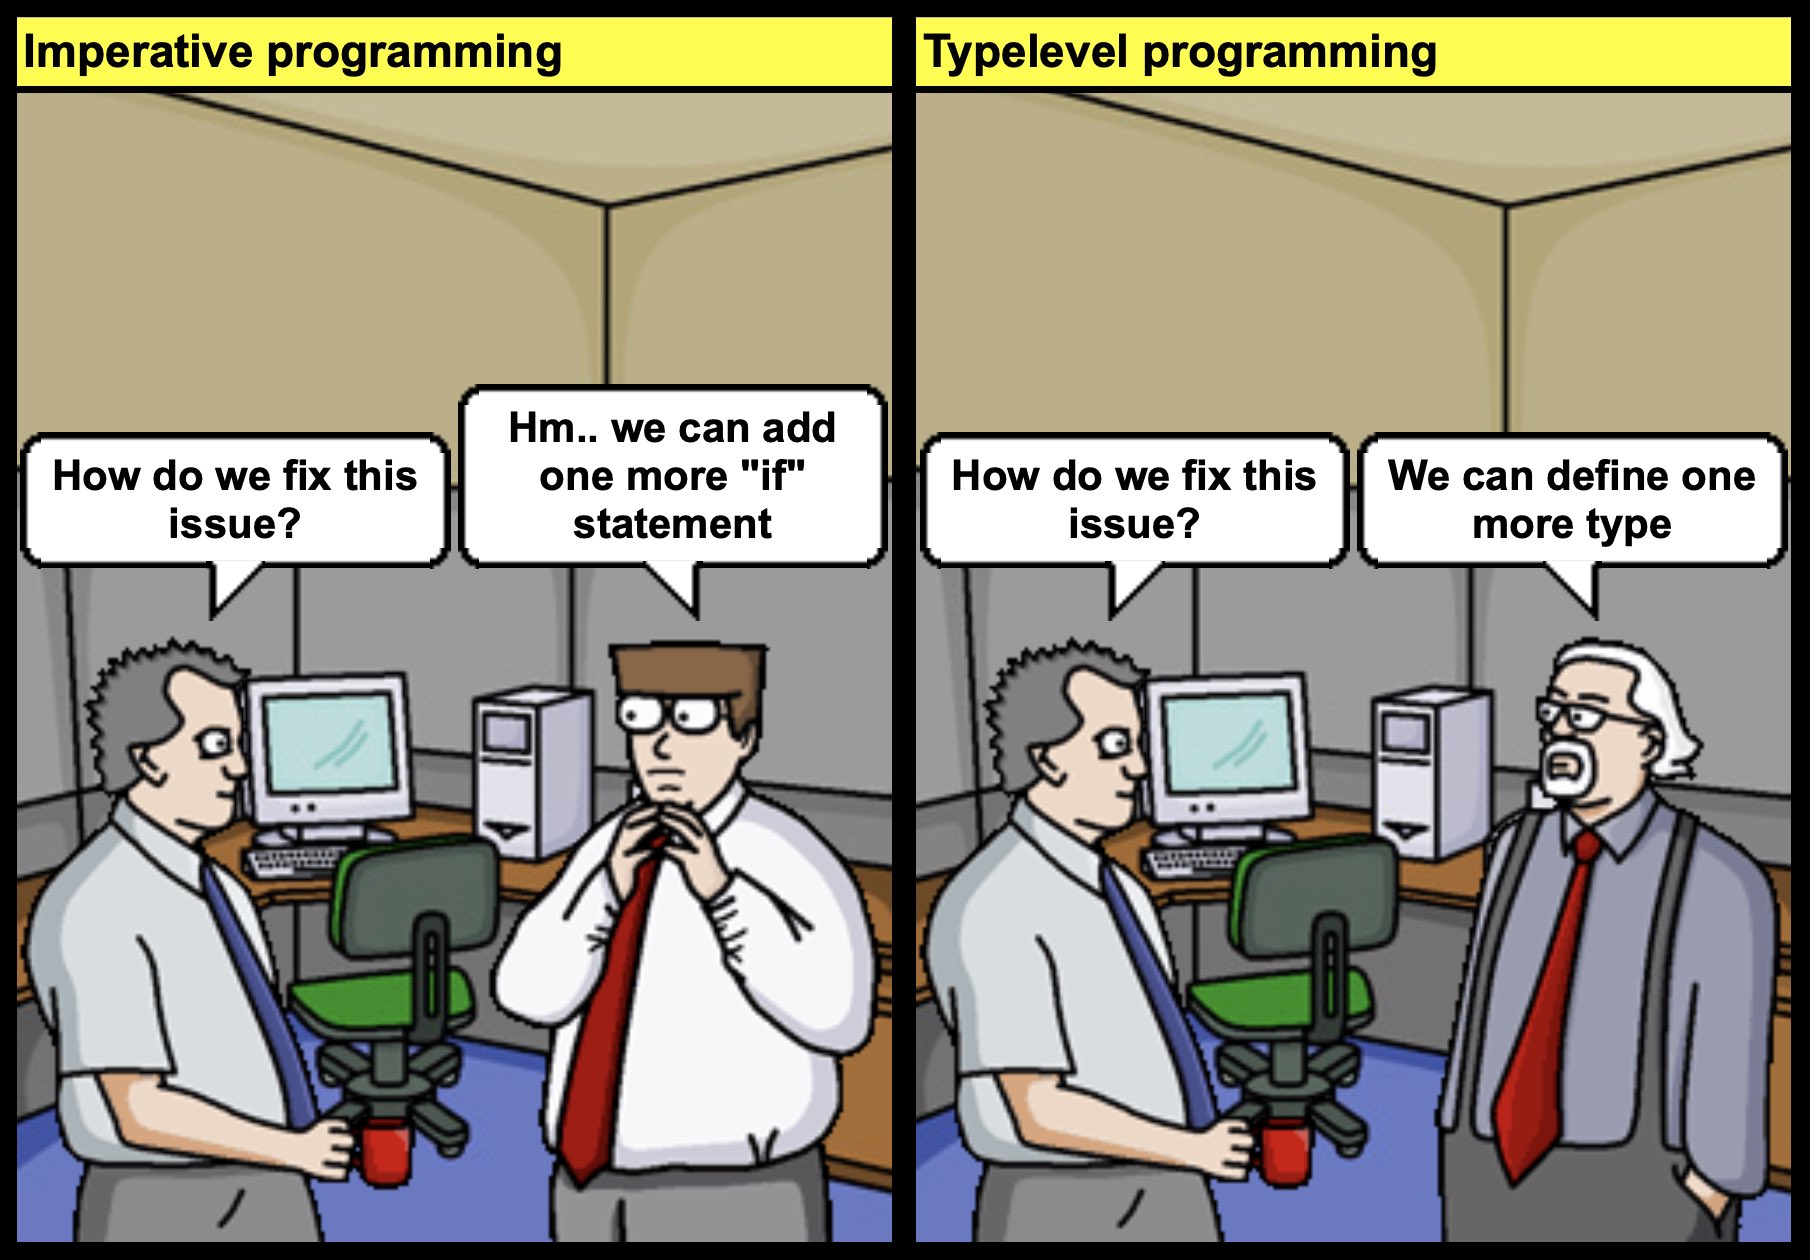 Imperative programming
How do we fix this
issue?
Hm.. we can add
one more "if"
statement
Typelevel programming
How do we fix this
issue?
We can define one
more type